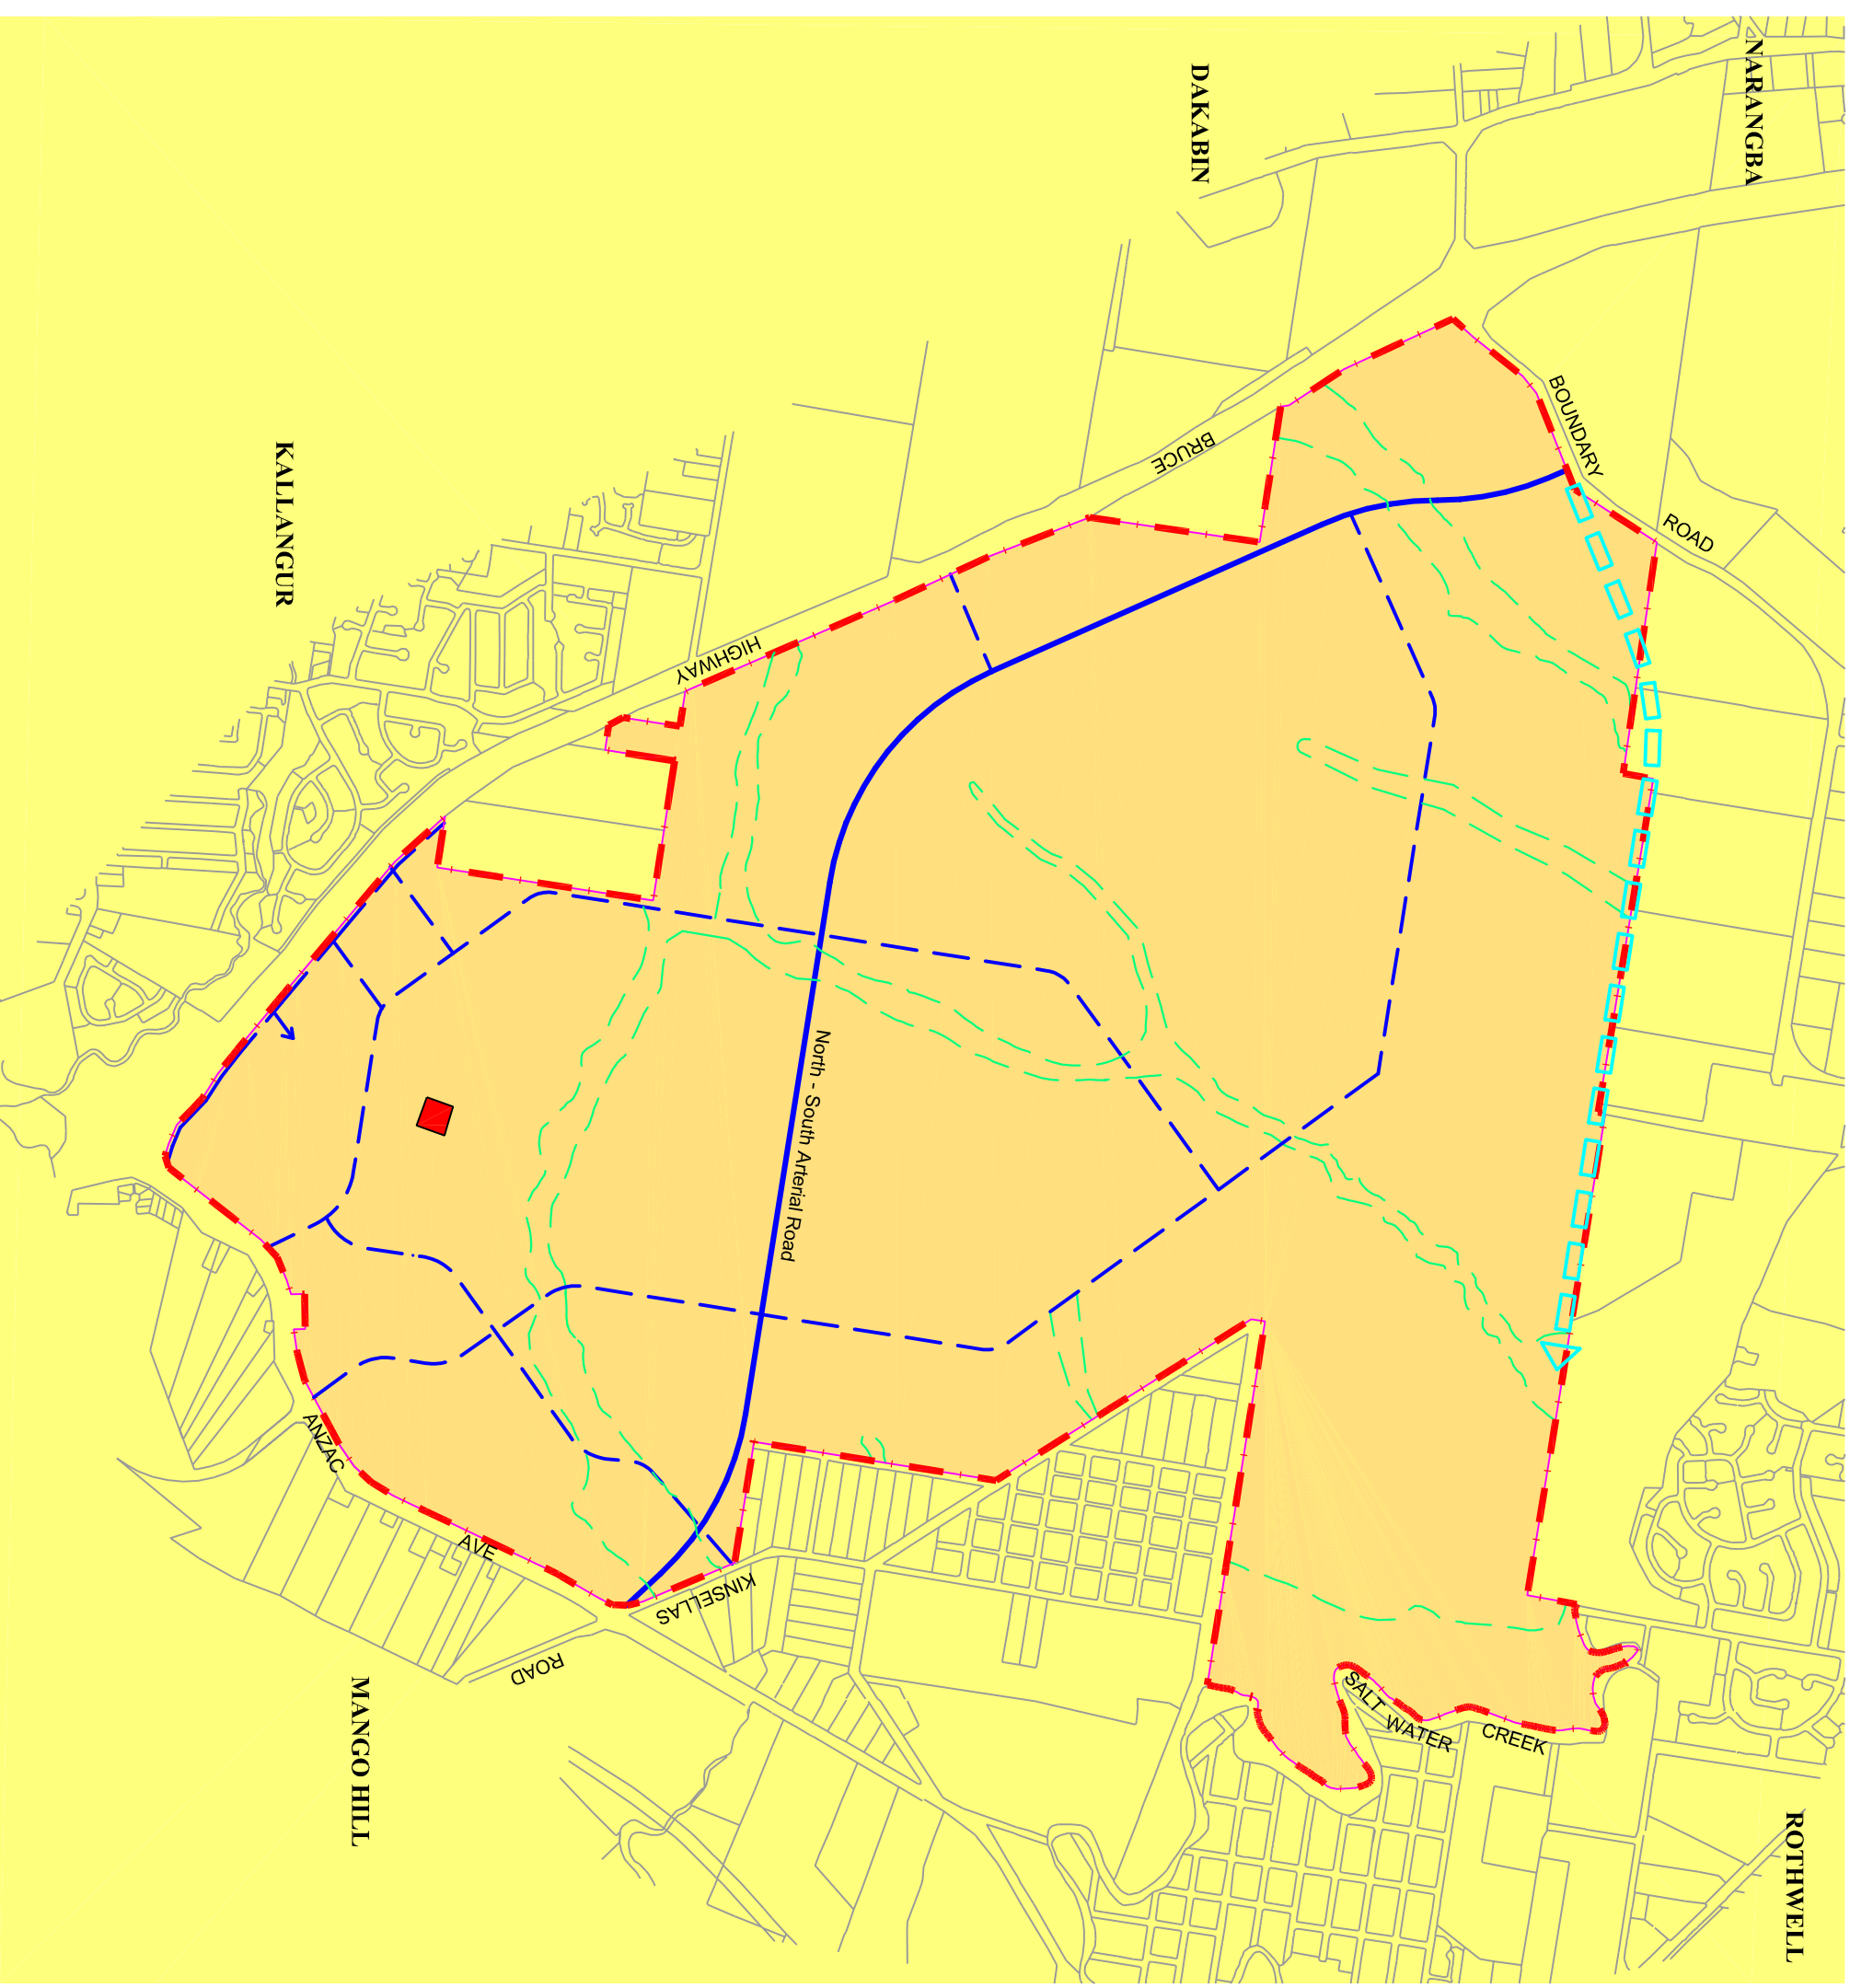 NARANGBA
DAKABIN
BOUNDARY
ROAD
BRUCE
HIGHWAY
KALLANGUR
North - South Arterial Road
ANZAC
AVE
KINSELLAS
ROAD
SALT WATER CREEK
MANGO HILL
ROTHWELL